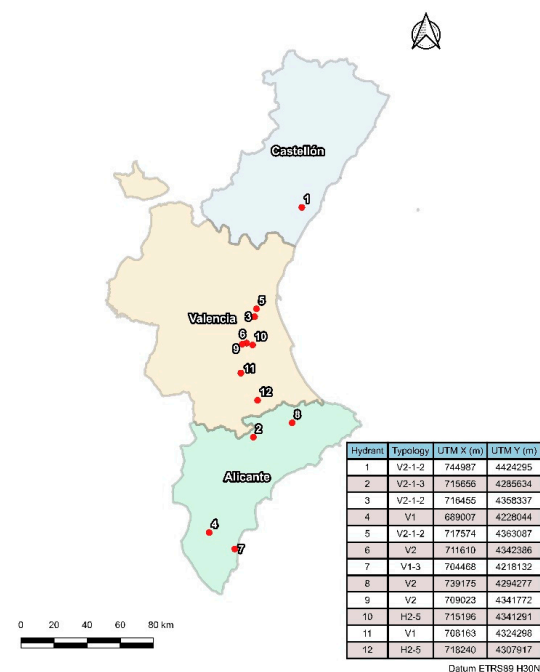 Castellón
1
5
Valencia 3
6 10
9
11
12
8
2
Alicante
4
7
Hydrant Typology UTM X (m) UTM Y (m)
1 V2-1-2 744987 4424295
2 V2-1-3 715656 4285634
3 V2-1-2 716455 4358337
4 V1 689007 4228044
5 V2-1-2 717574 4363087
6 V2 711610 4342386
7 V1-3 704468 4218132
8 V2 739175 4294277
9 V2 709023 4341772
10 H2-5 715196 4341291
11 V1 708163 4324298
12 H2-5 718240 4307917
0 20 40 60 80 km
Datum ETRS89 H30N